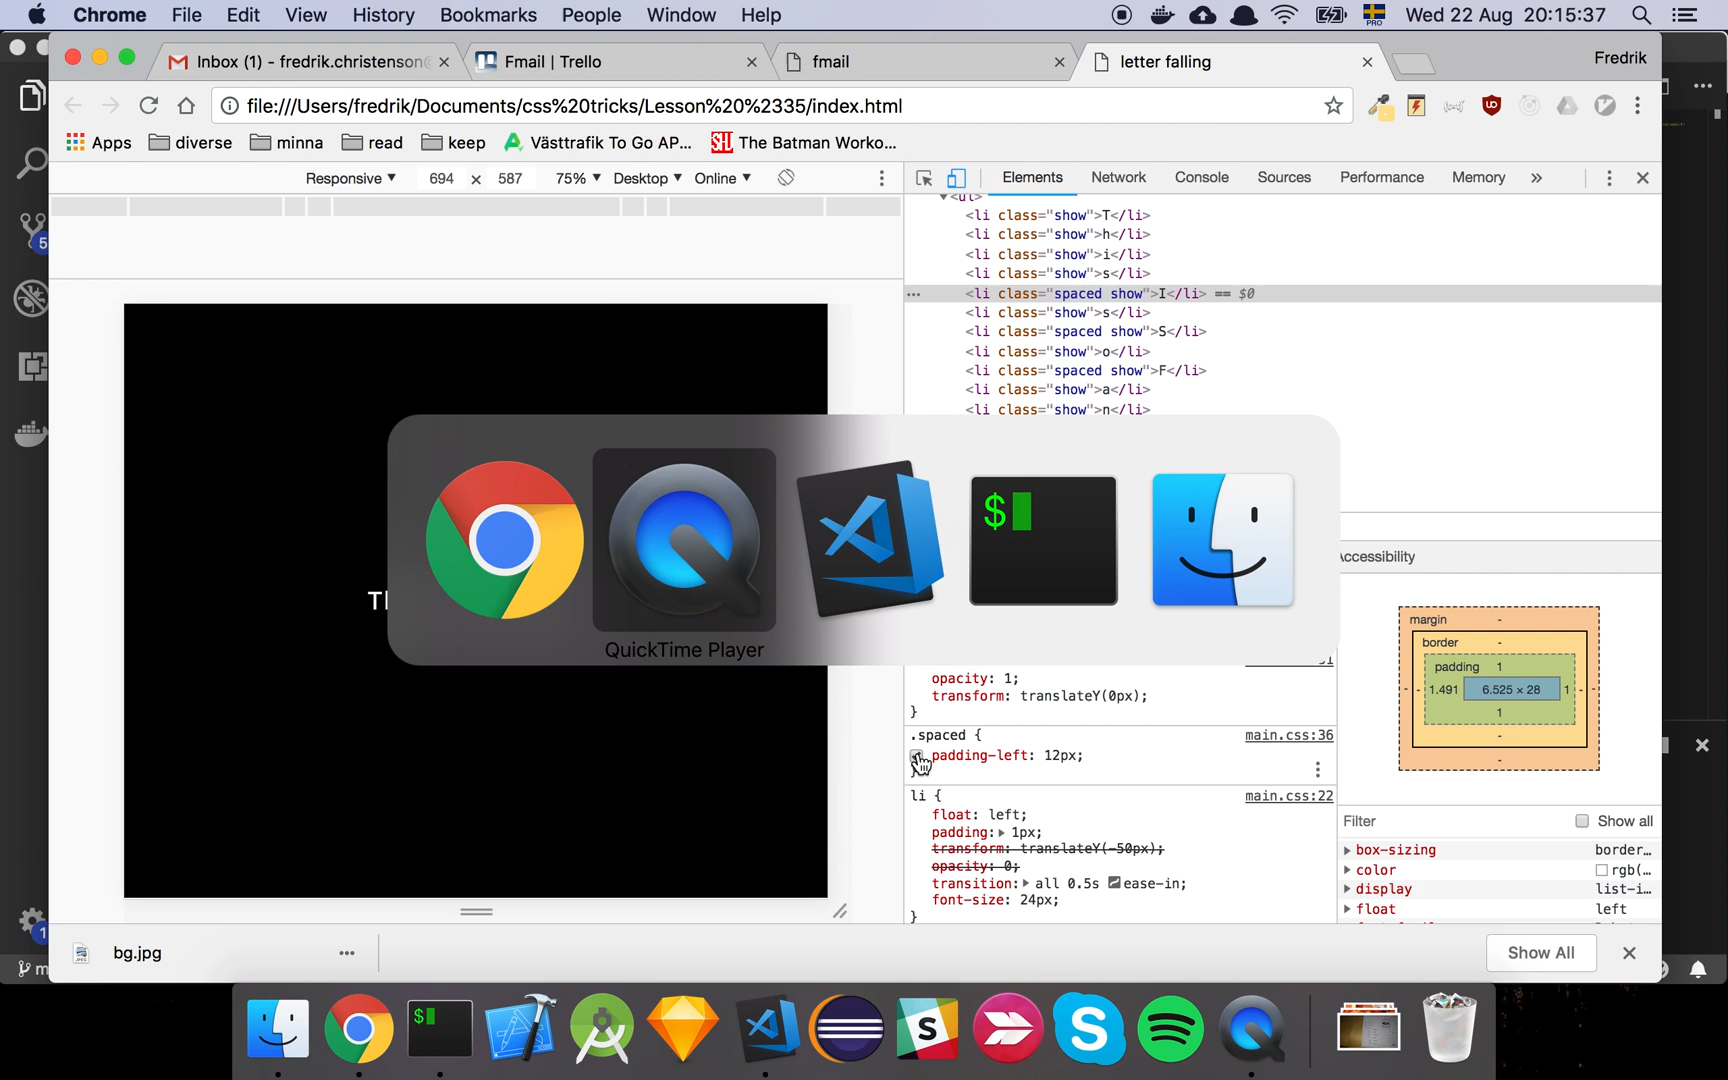 Chrome File Edit View History Bookmarks People Window Help
PRO Wed 22 Aug 20:15:37
Inbox (1) - fredrik.christenson@ Fmail | Trello fmail letter falling Fredrik
file:///Users/fredrik/Documents/css%20tricks/Lesson%20%2335/index.html
Apps diverse minna read keep Västtrafik To Go AP... SHL The Batman Worko...
Responsive 694 x 587 75% Desktop Online
Elements Network Console Sources Performance Memory »
▼<ul>
<li class="show">T</li>
<li class="show">h</li>
<li class="show">i</li>
<li class="show">s</li>
<li class="spaced show">I</li> == $0
<li class="show">s</li>
<li class="spaced show">S</li>
<li class="show">o</li>
<li class="spaced show">F</li>
<li class="show">a</li>
<li class="show">n</li>
5
$
Accessibility
QuickTime Player
opacity: 1;
transform: translateY(0px);
}
.spaced { main.css:36
padding-left: 12px;
}
li { main.css:22
float: left;
padding: 1px;
transform: translateY(-50px);
opacity: 0;
transition: all 0.5s ease-in;
font-size: 24px;
}
margin -
border -
padding 1
- - 1.491 6.525 × 28 1 - -
1
-
-
Filter Show all
box-sizing border...
color rgb(...
display list-i...
float left
1
bg.jpg ... Show All
$ S S